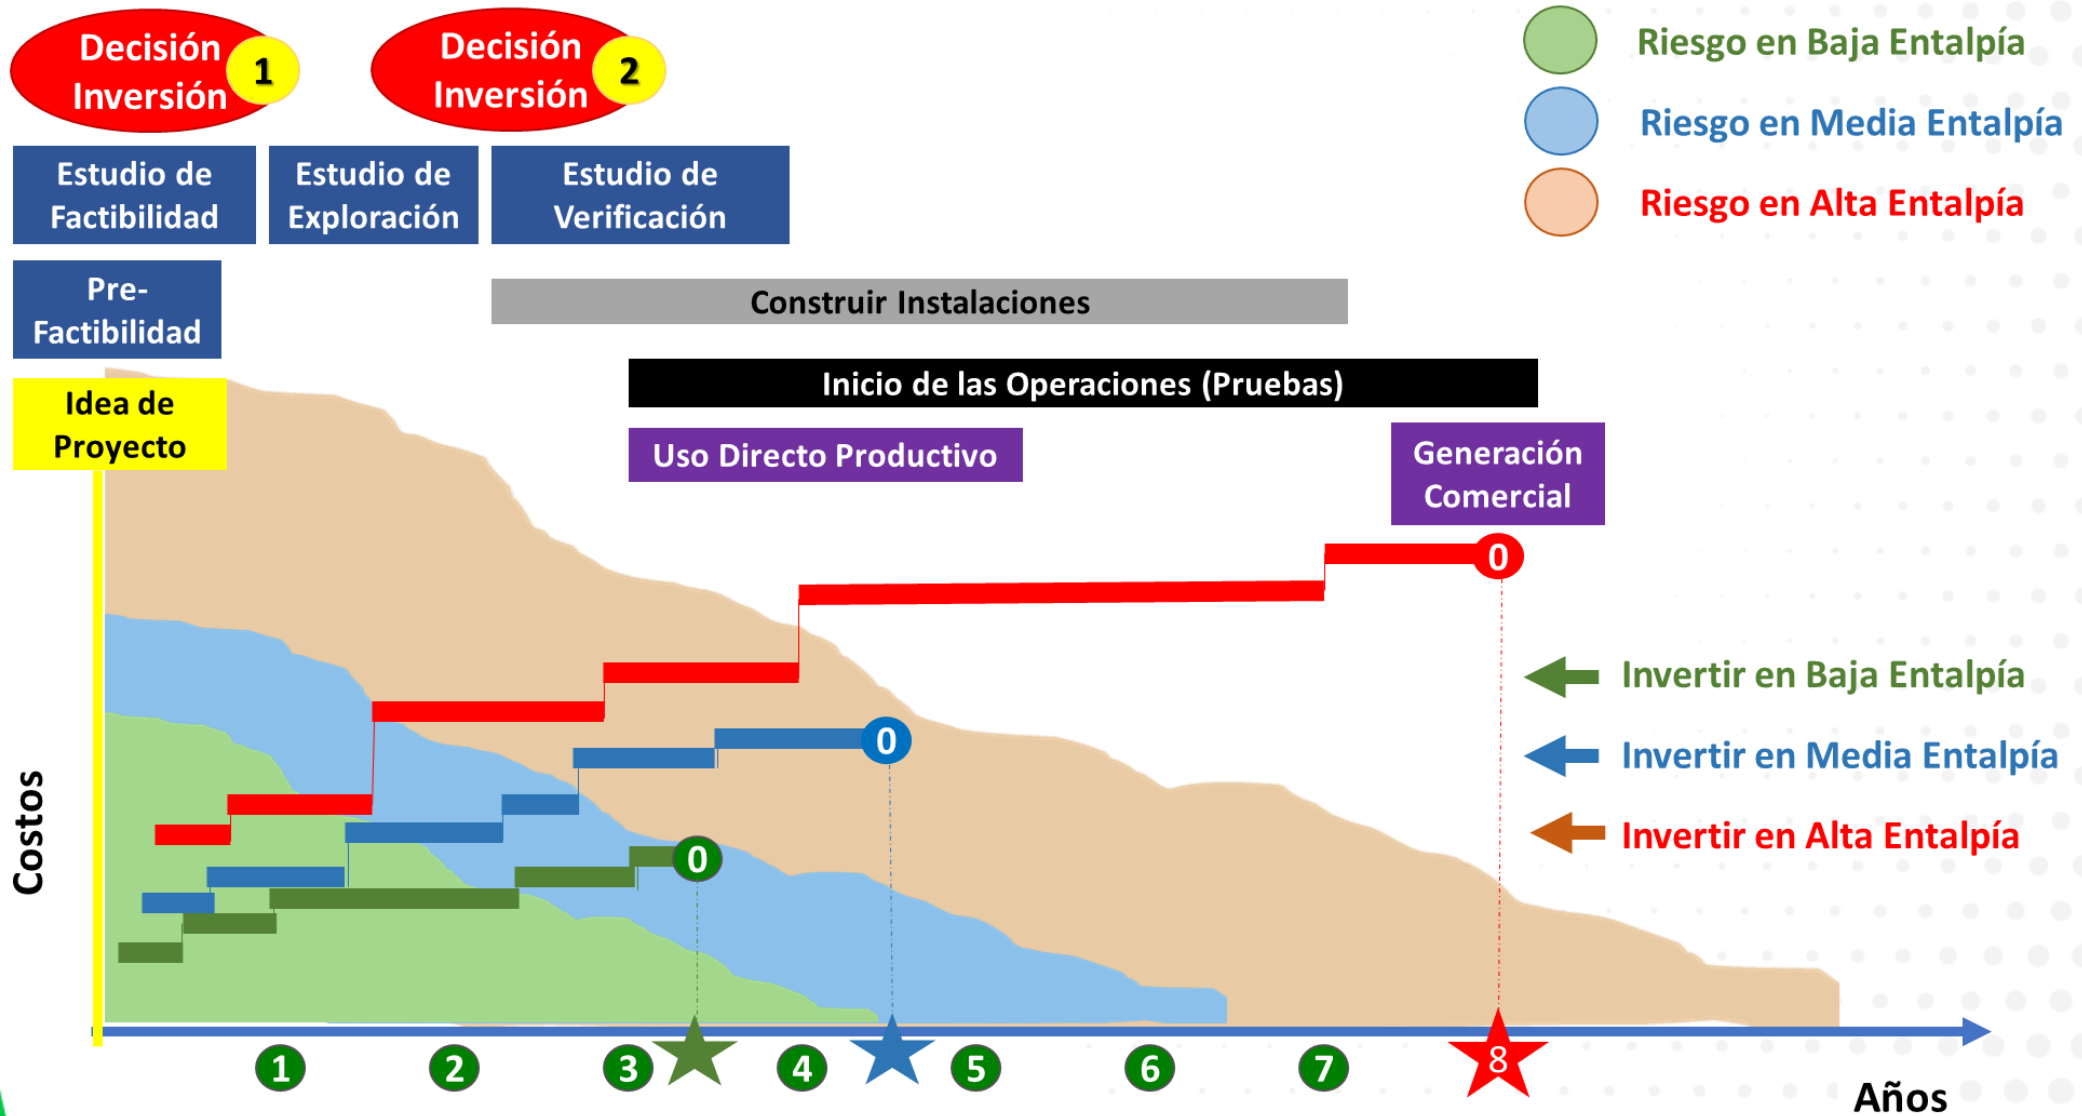 Decisión
Inversión
1
Decisión
Inversión
2
Riesgo en Baja Entalpía
Riesgo en Media Entalpía
Riesgo en Alta Entalpía
Estudio de
Factibilidad
Estudio de
Exploración
Estudio de
Verificación
Pre-
Factibilidad
Construir Instalaciones
Inicio de las Operaciones (Pruebas)
Idea de
Proyecto
Uso Directo Productivo
Generación
Comercial
0
0
0
Invertir en Baja Entalpía
Invertir en Media Entalpía
Invertir en Alta Entalpía
Costos
1
2
3
4
5
6
7
8
Años